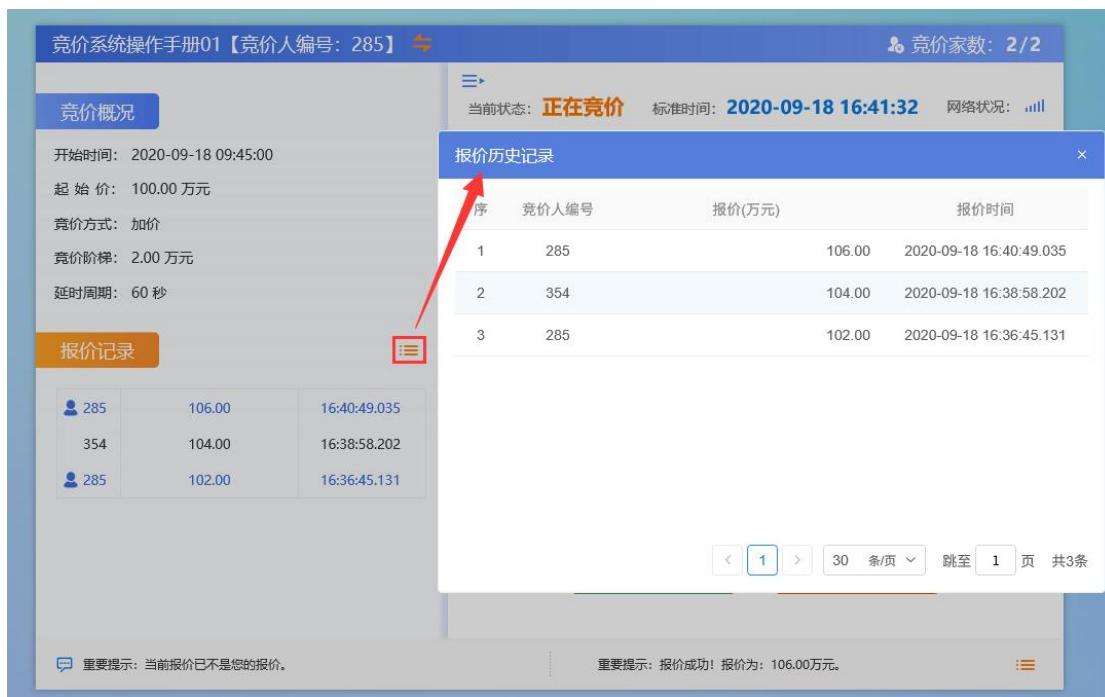 竞价系统操作手册01【竞价人编号：285】
竞价家数：2/2
竞价概况
开始时间： 2020-09-18 09:45:00
起 始 价： 100.00 万元
竞价方式： 加价
竞价阶梯： 2.00 万元
延时周期： 60 秒
报价记录
285 106.00 16:40:49.035
354 104.00 16:38:58.202
285 102.00 16:36:45.131
当前状态：正在竞价 标准时间：2020-09-18 16:41:32 网络状况：
报价历史记录 ×
序 竞价人编号 报价(万元) 报价时间
1 285 106.00 2020-09-18 16:40:49.035
2 354 104.00 2020-09-18 16:38:58.202
3 285 102.00 2020-09-18 16:36:45.131
< 1 > 30 条/页 跳至 1 页 共3条
重要提示：当前报价已不是您的报价。
重要提示：报价成功！报价为：106.00万元。